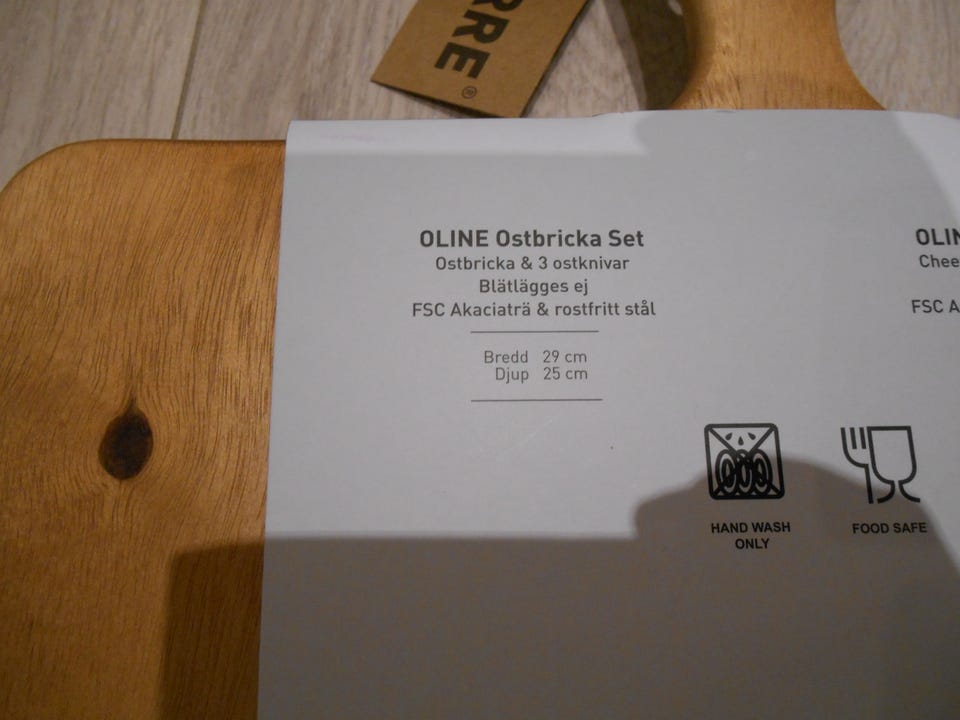 RRE®
OLINE Ostbricka Set
Ostbricka & 3 ostknivar
Blätlägges ej
FSC Akaciaträ & rostfritt stål
Bredd 29 cm
Djup 25 cm
OLIN
Chee
FSC A
HAND WASH
ONLY
FOOD SAFE